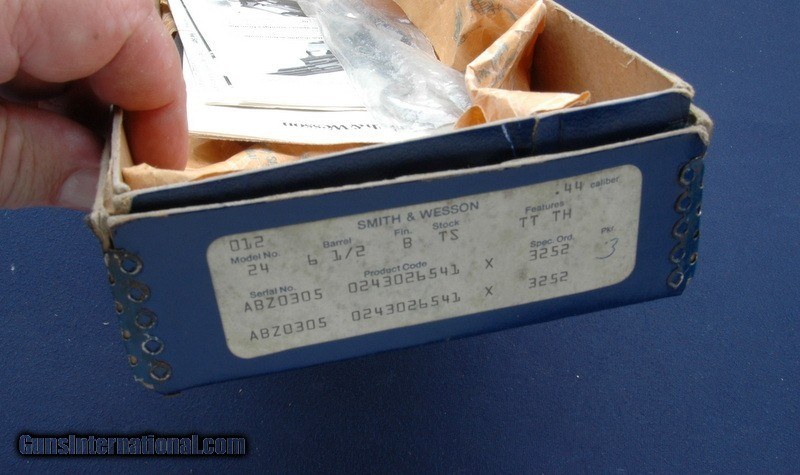 & Wesson
SMITH & WESSON
012 .44 caliber
Model No. Barrel Fin. Stock Features
24 6 1/2 B TS TT TH
Serial No. Product Code Spec. Ord. Pkr
ABZ0305 0243026541 X 3252 3
ABZ0305 0243026541 X 3252
GunsInternational.com